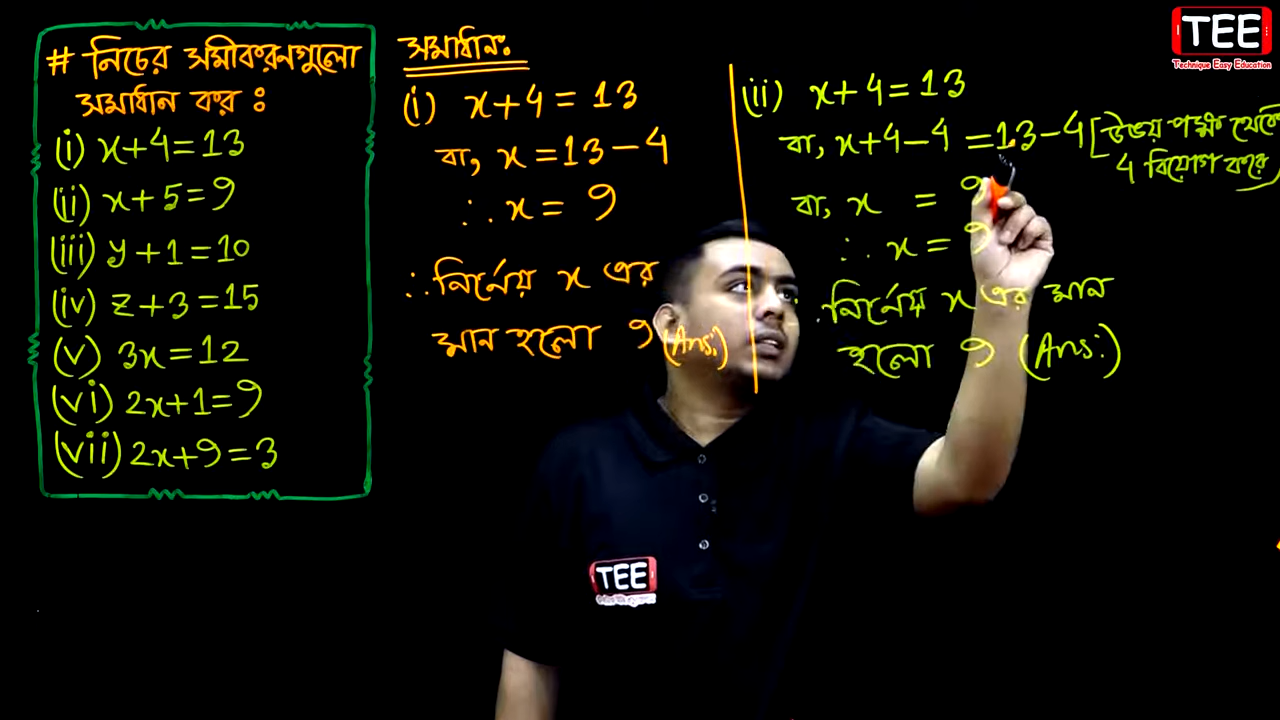 # নিচের সমীকরণগুলো
সমাধান কর :
(i) x+4=13
(ii) x+5=9
(iii) y+1=10
(iv) z+3=15
(v) 3x=12
(vi) 2x+1=9
(vii) 2x+9=3
সমাধান:
(i) x+4=13
বা, x=13-4
∴ x= 9
∴ নির্নেয় x এর
মান হলো 9 (Ans:)
(ii) x+4=13
বা, x+4-4 =13-4 [উভয় পক্ষ থেকে
4 বিয়োগ করে]
বা, x = 9
∴ x = 9
∴ নির্নেয় x এর মান
হলো 9 (Ans:)
TEE
Technique Easy Education
TEE